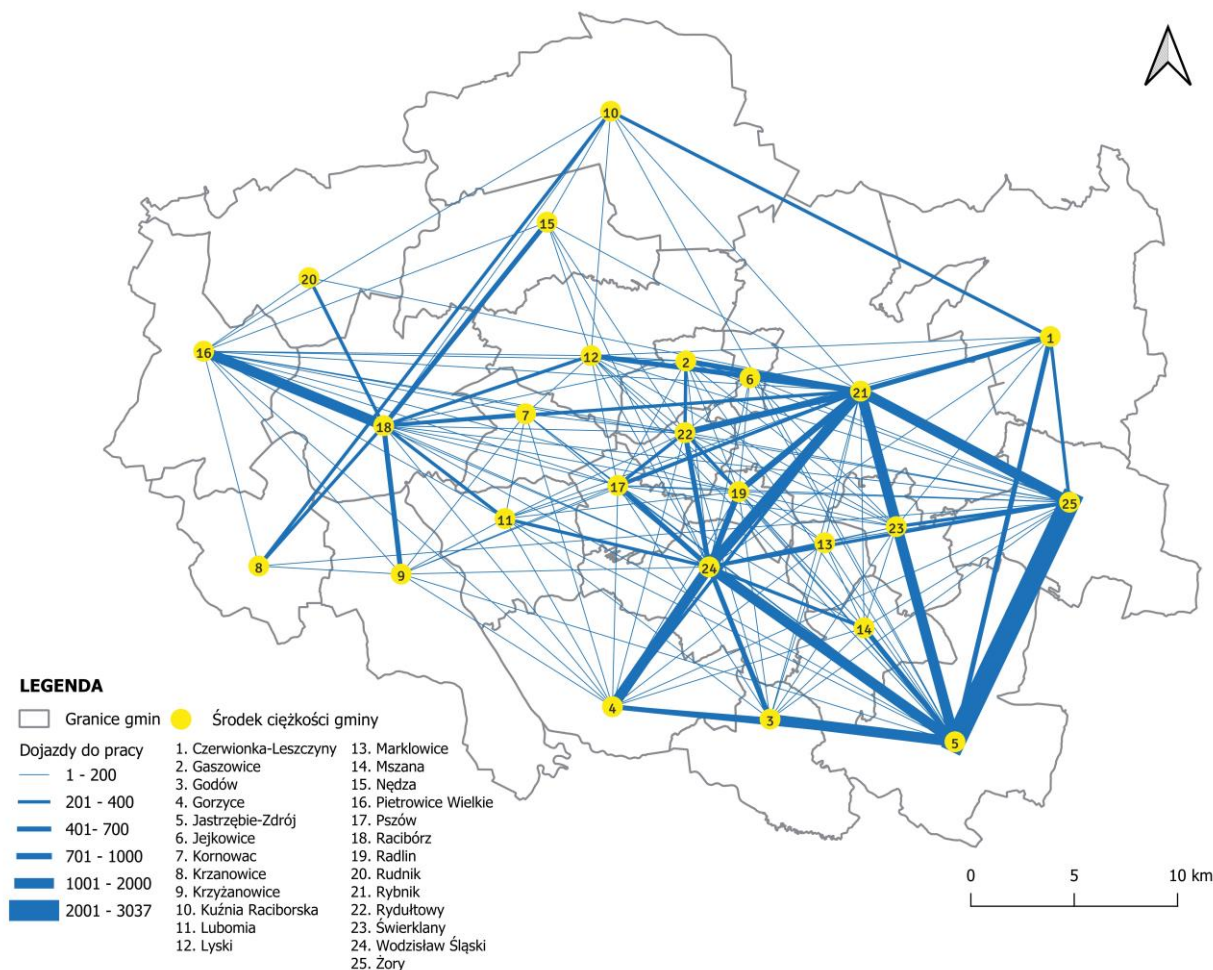 10
15
20
1
16
12
2
6
21
7
18
22
17
19
25
11
23
13
8
9
24
14
4
3
5
LEGENDA
Granice gmin
Środek ciężkości gminy
Dojazdy do pracy
1 - 200
201 - 400
401- 700
701 - 1000
1001 - 2000
2001 - 3037
1. Czerwionka-Leszczyny
2. Gaszowice
3. Godów
4. Gorzyce
5. Jastrzębie-Zdrój
6. Jejkowice
7. Kornowac
8. Krzanowice
9. Krzyżanowice
10. Kuźnia Raciborska
11. Lubomia
12. Lyski
13. Marklowice
14. Mszana
15. Nędza
16. Pietrowice Wielkie
17. Pszów
18. Racibórz
19. Radlin
20. Rudnik
21. Rybnik
22. Rydułtowy
23. Świerklany
24. Wodzisław Śląski
25. Żory
0 5 10 km